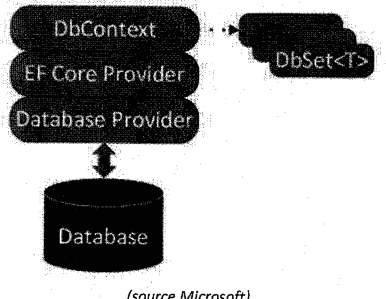 DbContext
DbSet<T>
EF Core Provider
Database Provider
Database
(source Microsoft)